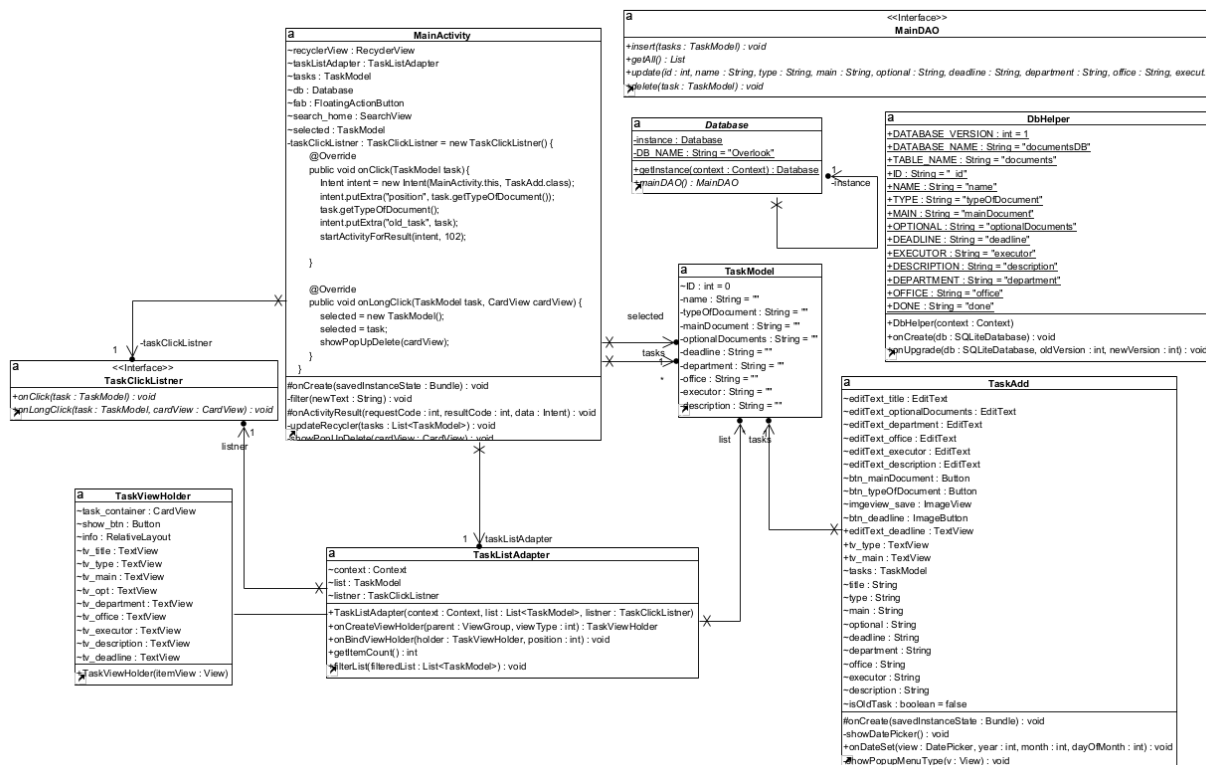 a
MainActivity
~recyclerView : RecyclerView
~taskListAdapter : TaskListAdapter
~tasks : TaskModel
~db : Database
~fab : FloatingActionButton
~search_home : SearchView
~selected : TaskModel
-taskClickListner : TaskClickListner = new TaskClickListner() {
@Override
public void onClick(TaskModel task) {
Intent intent = new Intent(MainActivity.this, TaskAdd.class);
intent.putExtra("position", task.getTypeOfDocument());
task.getTypeOfDocument();
intent.putExtra("old_task", task);
startActivityForResult(intent, 102);
}
@Override
public void onLongClick(TaskModel task, CardView cardView) {
selected = new TaskModel();
selected = task;
showPopUpDelete(cardView);
}
}
#onCreate(savedInstanceState : Bundle) : void
-filter(newText : String) : void
#onActivityResult(requestCode : int, resultCode : int, data : Intent) : void
-updateRecycler(tasks : List<TaskModel>) : void
-showPopUpDelete(cardView : CardView) : void
a
<<Interface>>
MainDAO
+insert(tasks : TaskModel) : void
+getAll() : List
+update(id : int, name : String, type : String, main : String, optional : String, deadline : String, department : String, office : String, execut.
+delete(task : TaskModel) : void
a
Database
-instance : Database
-DB_NAME : String = "Overlook"
+getInstance(context : Context) : Database
+mainDAO() : MainDAO
1
-instance
a
DbHelper
+DATABASE_VERSION : int = 1
+DATABASE_NAME : String = "documentsDB"
+TABLE_NAME : String = "documents"
+ID : String = "_id"
+NAME : String = "name"
+TYPE : String = "typeOfDocument"
+MAIN : String = "mainDocument"
+OPTIONAL : String = "optionalDocuments"
+DEADLINE : String = "deadline"
+EXECUTOR : String = "executor"
+DESCRIPTION : String = "description"
+DEPARTMENT : String = "department"
+OFFICE : String = "office"
+DONE : String = "done"
+DbHelper(context : Context)
+onCreate(db : SQLiteDatabase) : void
+onUpgrade(db : SQLiteDatabase, oldVersion : int, newVersion : int) : void
a
TaskModel
~ID : int = 0
-name : String = ""
-typeOfDocument : String = ""
-mainDocument : String = ""
-optionalDocuments : String = ""
-deadline : String = ""
-department : String = ""
-office : String = ""
-executor : String = ""
-description : String = ""
selected
tasks
1
*
-taskClickListner
1
a
<<Interface>>
TaskClickListner
+onClick(task : TaskModel) : void
+onLongClick(task : TaskModel, cardView : CardView) : void
1
listner
list
tasks
a
TaskViewHolder
~task_container : CardView
~show_btn : Button
~info : RelativeLayout
~tv_title : TextView
~tv_type : TextView
~tv_main : TextView
~tv_opt : TextView
~tv_department : TextView
~tv_office : TextView
~tv_executor : TextView
~tv_description : TextView
~tv_deadline : TextView
+TaskViewHolder(itemView : View)
1
taskListAdapter
a
TaskListAdapter
~context : Context
~list : TaskModel
~listner : TaskClickListner
+TaskListAdapter(context : Context, list : List<TaskModel>, listner : TaskClickListner)
+onCreateViewHolder(parent : ViewGroup, viewType : int) : TaskViewHolder
+onBindViewHolder(holder : TaskViewHolder, position : int) : void
+getItemCount() : int
+filterList(filteredList : List<TaskModel>) : void
a
TaskAdd
~editText_title : EditText
~editText_optionalDocuments : EditText
~editText_department : EditText
~editText_office : EditText
~editText_executor : EditText
~editText_description : EditText
~btn_mainDocument : Button
~btn_typeOfDocument : Button
~imgeview_save : ImageView
~btn_deadline : ImageButton
~editText_deadline : TextView
+tv_type : TextView
~tv_main : TextView
~tasks : TaskModel
~title : String
~type : String
~main : String
~optional : String
~deadline : String
~department : String
~office : String
~executor : String
~description : String
~isOldTask : boolean = false
#onCreate(savedInstanceState : Bundle) : void
-showDatePicker() : void
+onDateSet(view : DatePicker, year : int, month : int, dayOfMonth : int) : void
-showPopupMenuType(v : View) : void